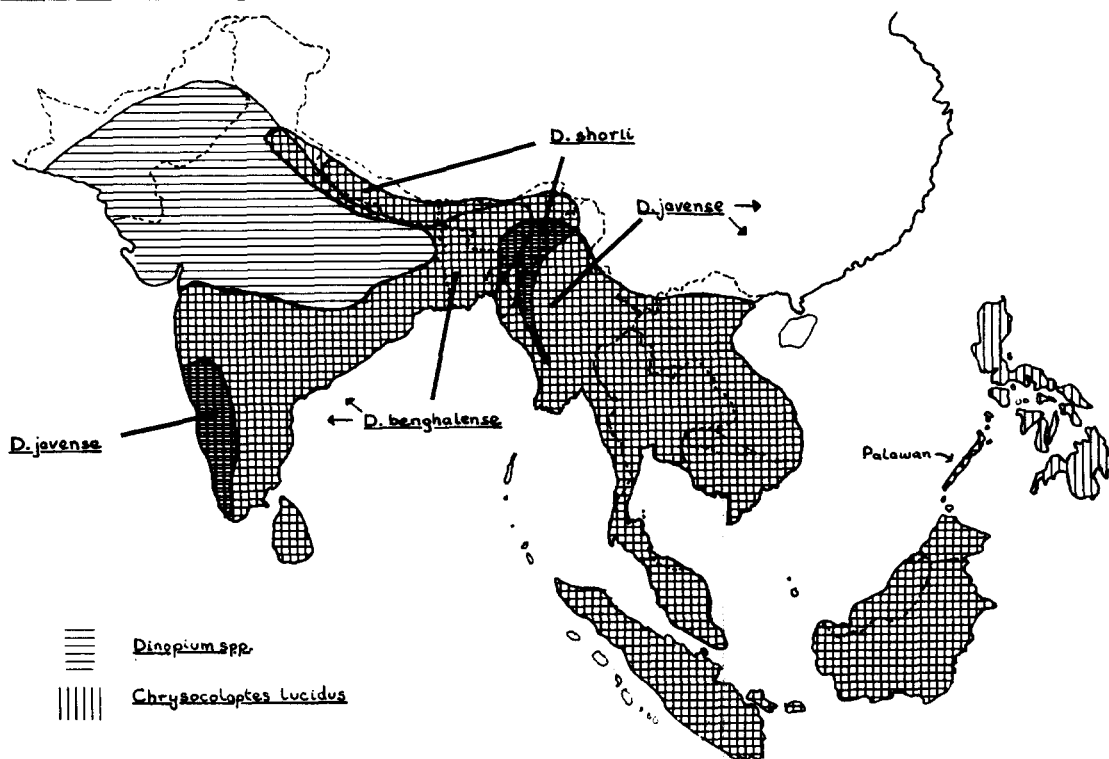 D. shorii
D. javense
D. benghalense
D. javense
Palawan
Dinopium spp.
Chrysocolaptes lucidus